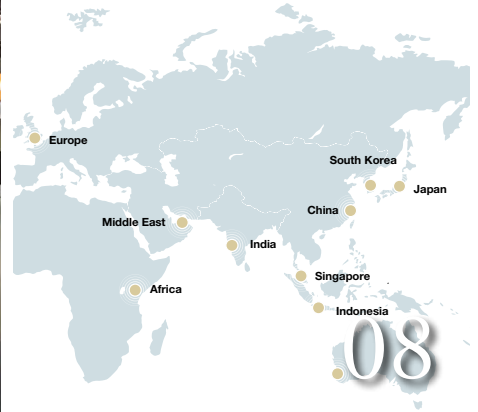 Europe
South Korea
Japan
China
Middle East
India
Singapore
Africa
Indonesia
08